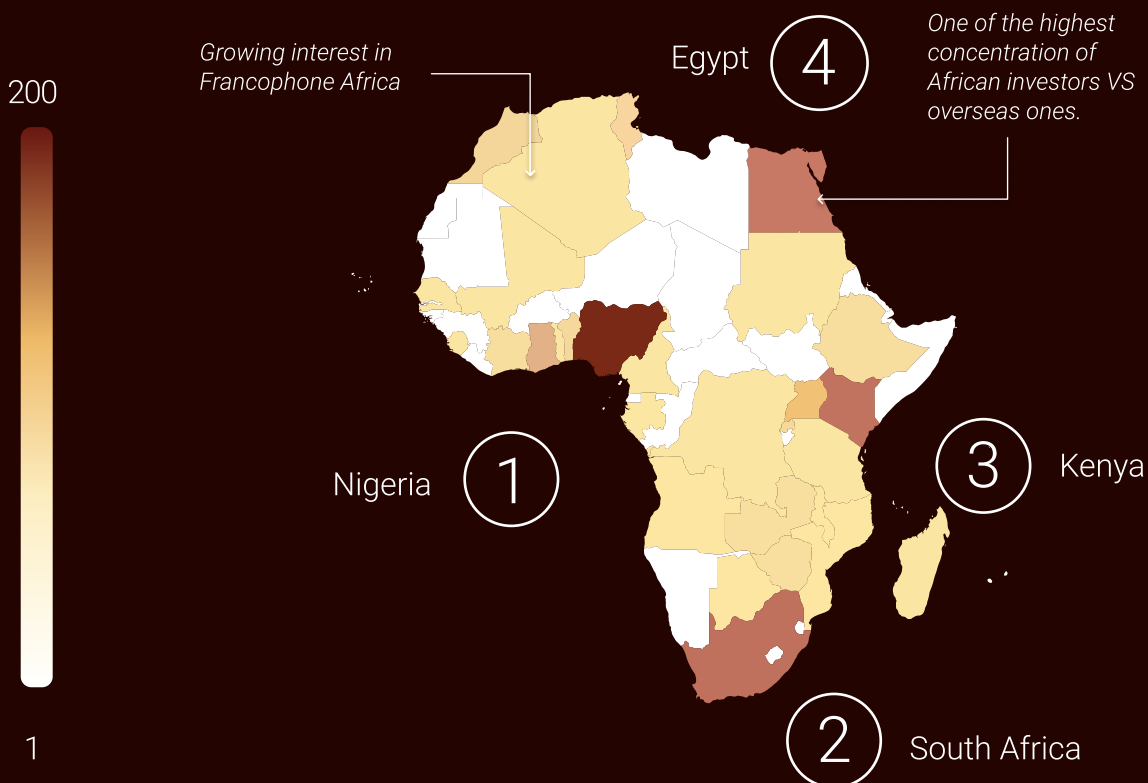 Growing interest in
Francophone Africa
Egypt
4
One of the highest
concentration of
African investors VS
overseas ones.
200
Nigeria
1
3
Kenya
1
2
South Africa